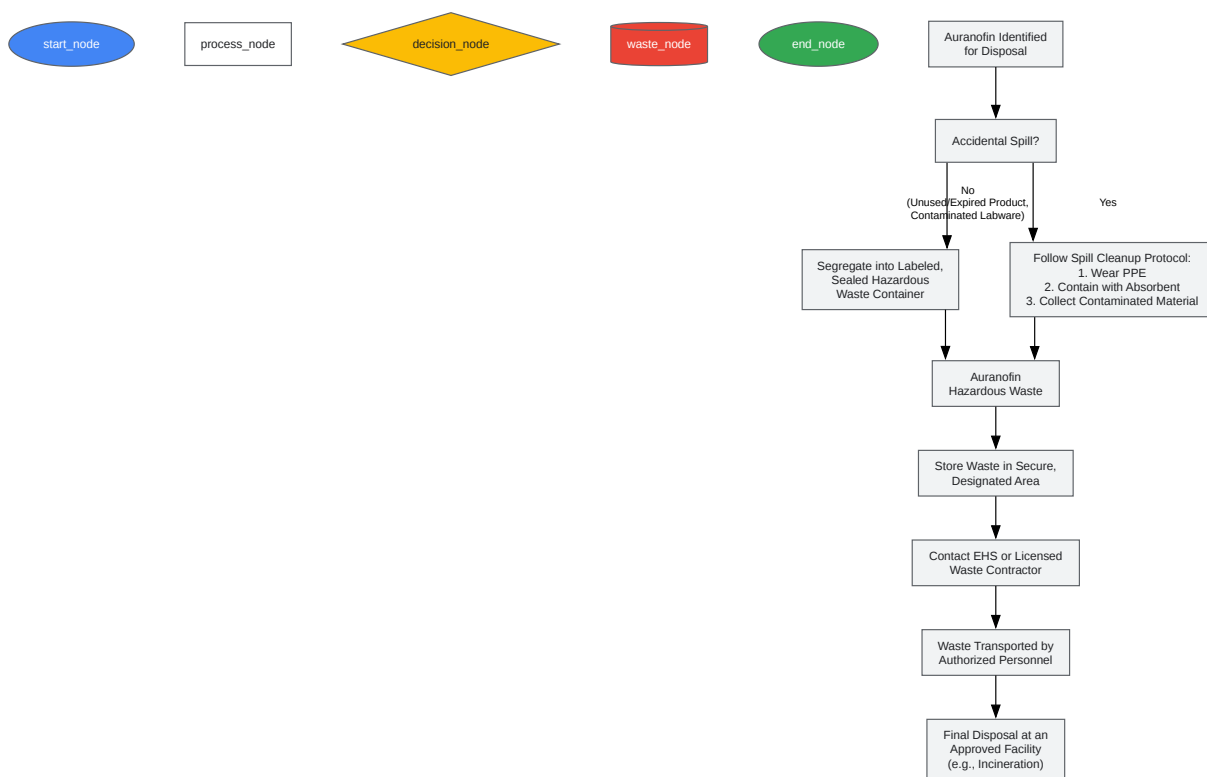 start_node
process_node
decision_node
waste_node
end_node
Auranofin Identified
for Disposal
Accidental Spill?
No
(Unused/Expired Product,
Contaminated Labware)
Yes
Segregate into Labeled,
Sealed Hazardous
Waste Container
Follow Spill Cleanup Protocol:
1. Wear PPE
2. Contain with Absorbent
3. Collect Contaminated Material
Auranofin
Hazardous Waste
Store Waste in Secure,
Designated Area
Contact EHS or Licensed
Waste Contractor
Waste Transported by
Authorized Personnel
Final Disposal at an
Approved Facility
(e.g., Incineration)